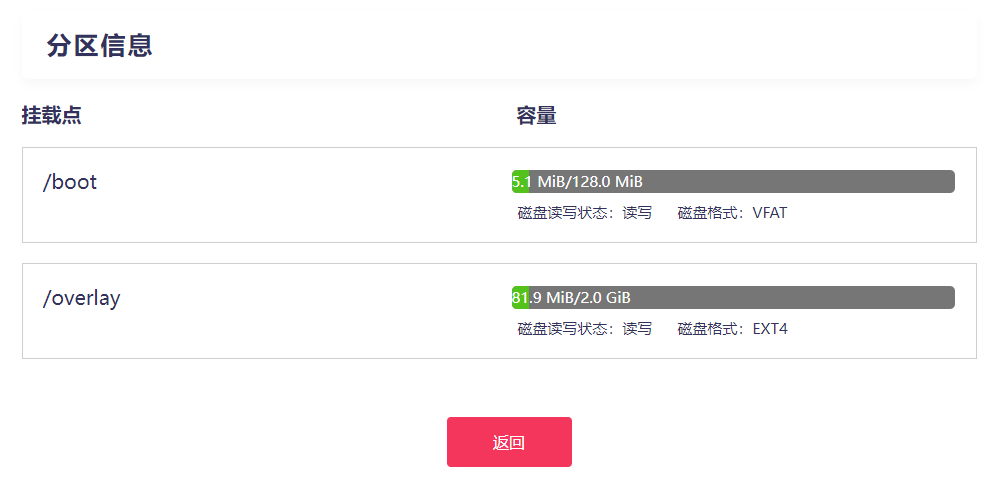 分区信息
挂载点 容量
/boot 5.1 MiB/128.0 MiB
磁盘读写状态：读写 磁盘格式：VFAT
/overlay 81.9 MiB/2.0 GiB
磁盘读写状态：读写 磁盘格式：EXT4
返回